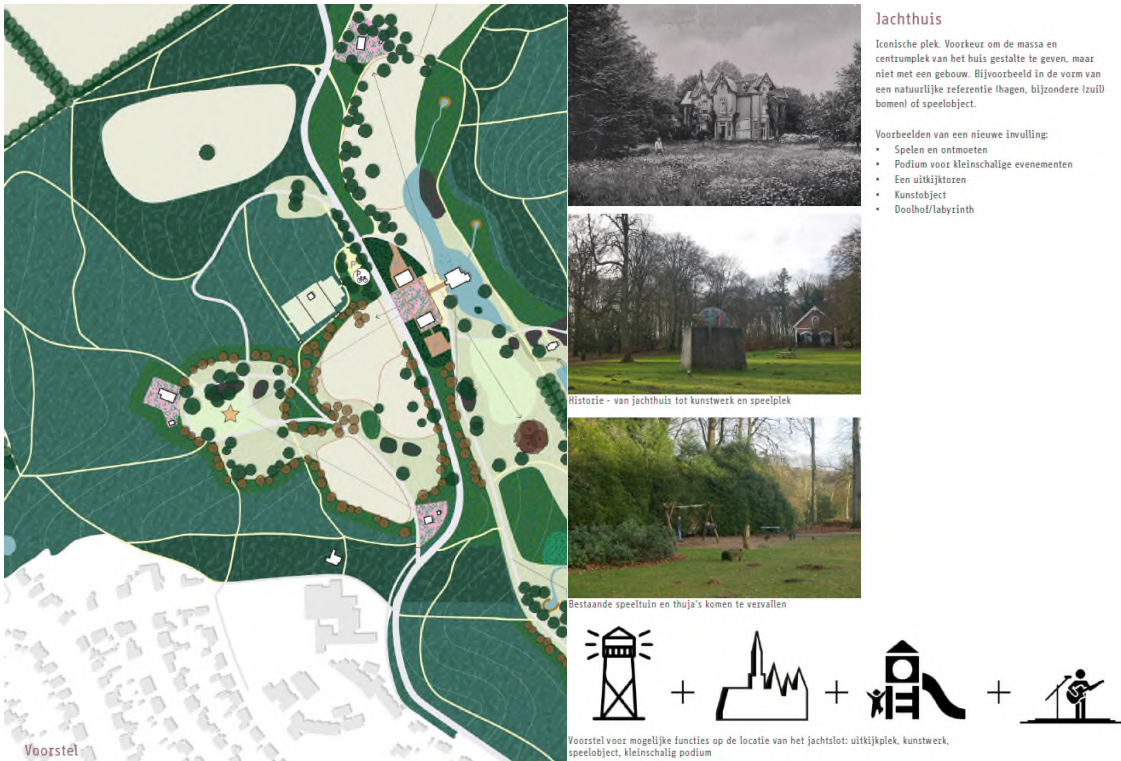 Jachthuis
Iconische plek. Voorkeur om de massa en
centrumplek van het huis gestalte te geven, maar
niet met een gebouw. Bijvoorbeeld in de vorm van
een natuurlijke referentie (hagen, bijzondere (zuil)
bomen) of speelobject.
Voorbeelden van een nieuwe invulling:
• Spelen en ontmoeten
• Podium voor kleinschalige evenementen
• Een uitkijktoren
• Kunstobject
• Doolhof/labyrinth
Historie - van jachthuis tot kunstwerk en speelplek
Bestaande speeltuin en thuja's komen te vervallen
Voorstel voor mogelijke functies op de locatie van het jachtslot: uitkijkplek, kunstwerk,
speelobject, kleinschalig podium
Voorstel
P
P